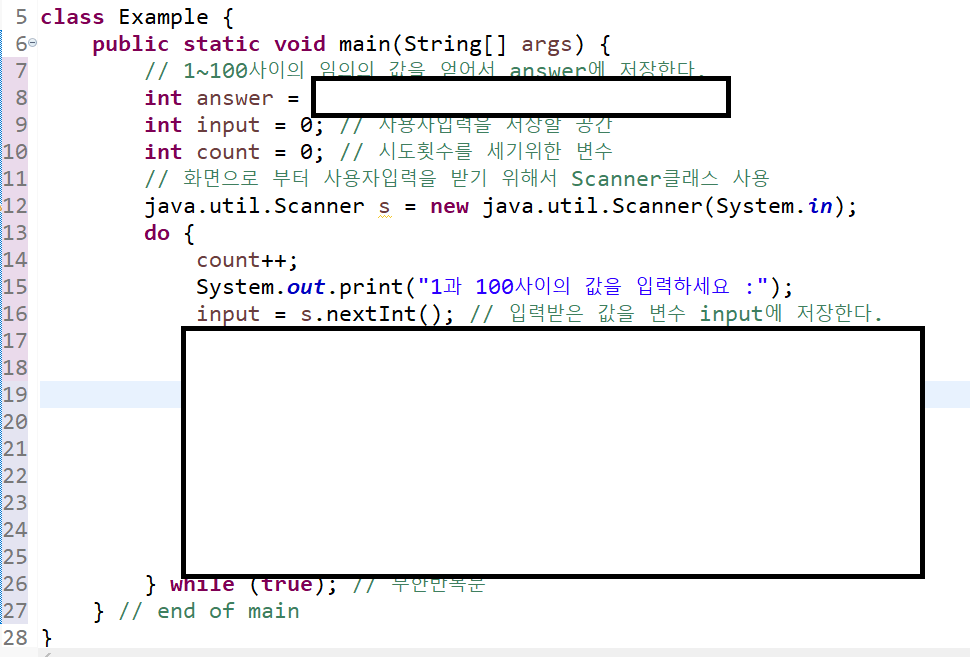 5 class Example {
6 public static void main(String[] args) {
7 // 1~100사이의 임의의 값을 얻어서 answer에 저장한다.
8 int answer =
9 int input = 0; // 사용자입력을 저장할 공간
10 int count = 0; // 시도횟수를 세기위한 변수
11 // 화면으로 부터 사용자입력을 받기 위해서 Scanner클래스 사용
12 java.util.Scanner s = new java.util.Scanner(System.in);
13 do {
14 count++;
15 System.out.print("1과 100사이의 값을 입력하세요 :");
16 input = s.nextInt(); // 입력받은 값을 변수 input에 저장한다.
17
18
19
20
21
22
23
24
25
26 } while (true); // 무한반복문
27 } // end of main
28 }